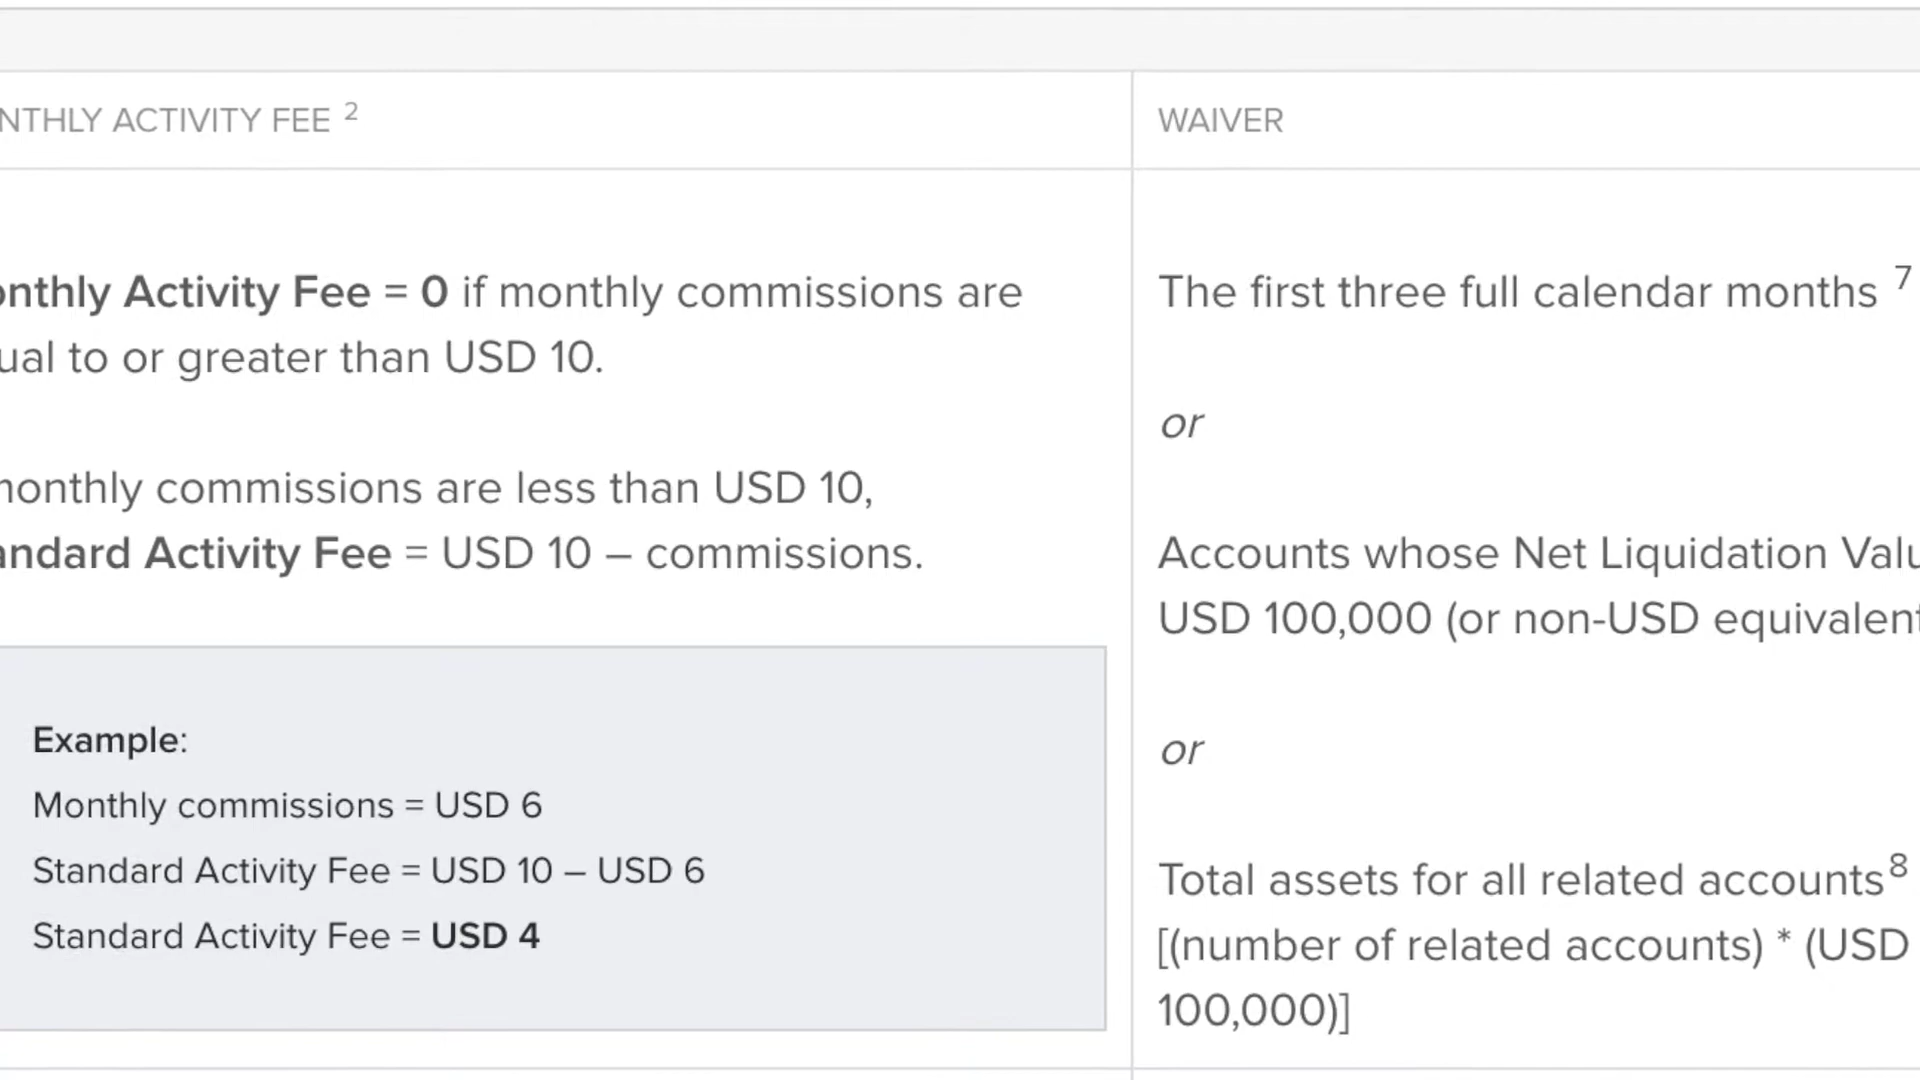 NTHLY ACTIVITY FEE 2
WAIVER
onthly Activity Fee = 0 if monthly commissions are
ual to or greater than USD 10.
monthly commissions are less than USD 10,
andard Activity Fee = USD 10 – commissions.
Example:
Monthly commissions = USD 6
Standard Activity Fee = USD 10 – USD 6
Standard Activity Fee = USD 4
The first three full calendar months 7
or
Accounts whose Net Liquidation Valu
USD 100,000 (or non-USD equivalent
or
Total assets for all related accounts8
[(number of related accounts) * (USD
100,000)]